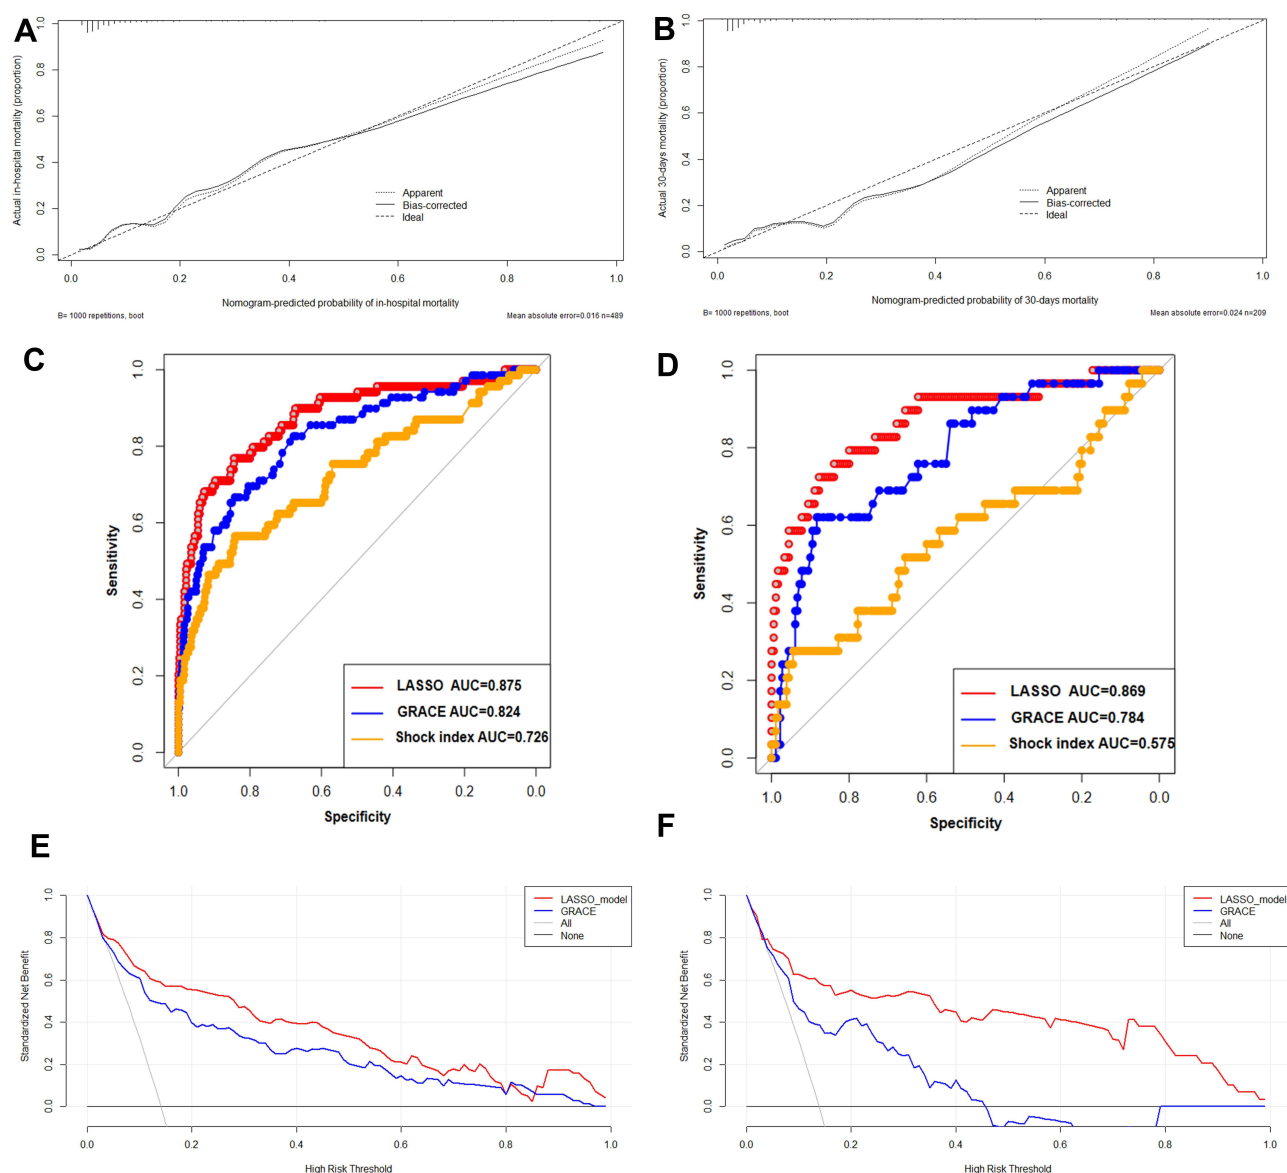 A
Actual in-hospital mortality (proportion)
1.0
0.8
0.6
0.4
0.2
0.0
Apparent
Bias-corrected
Ideal
0.0 0.2 0.4 0.6 0.8 1.0
Nomogram-predicted probability of in-hospital mortality
B= 1000 repetitions, boot
Mean absolute error=0.016 n=489
B
Actual 30-days mortality (proportion)
1.0
0.8
0.6
0.4
0.2
0.0
Apparent
Bias-corrected
Ideal
0.0 0.2 0.4 0.6 0.8 1.0
Nomogram-predicted probability of 30-days mortality
B= 1000 repetitions, boot
Mean absolute error=0.024 n=209
C
Sensitivity
1.0
0.8
0.6
0.4
0.2
0.0
LASSO AUC=0.875
GRACE AUC=0.824
Shock index AUC=0.726
1.0 0.8 0.6 0.4 0.2 0.0
Specificity
D
Sensitivity
1.0
0.8
0.6
0.4
0.2
0.0
LASSO AUC=0.869
GRACE AUC=0.784
Shock index AUC=0.575
1.0 0.8 0.6 0.4 0.2 0.0
Specificity
E
Standardized Net Benefit
1.0
0.8
0.6
0.4
0.2
0.0
LASSO_model
GRACE
All
None
0.0 0.2 0.4 0.6 0.8 1.0
High Risk Threshold
F
Standardized Net Benefit
1.0
0.8
0.6
0.4
0.2
0.0
LASSO_model
GRACE
All
None
0.0 0.2 0.4 0.6 0.8 1.0
High Risk Threshold